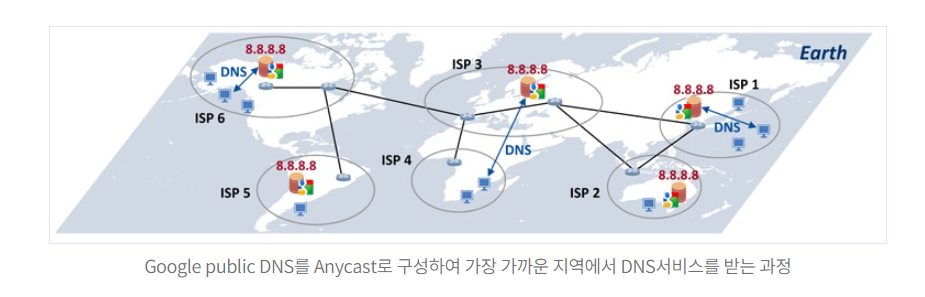 Earth
8.8.8.8
DNS
ISP 6
ISP 3
8.8.8.8
8.8.8.8
ISP 1
DNS
DNS
ISP 4
8.8.8.8
ISP 5
8.8.8.8
ISP 2
Google public DNS를 Anycast로 구성하여 가장 가까운 지역에서 DNS서비스를 받는 과정